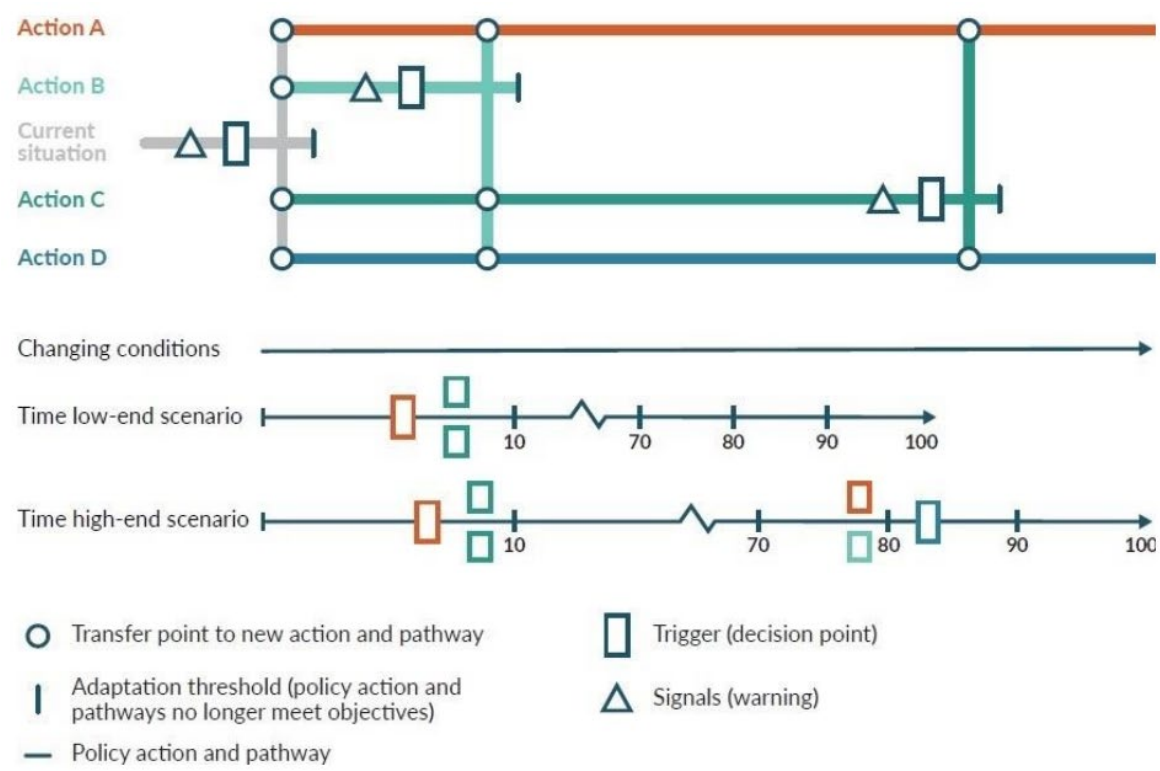 Action A
Action B
Current
situation
Action C
Action D
Changing conditions
Time low-end scenario
10 70 80 90 100
Time high-end scenario
10 70 80 90 100
Transfer point to new action and pathway
Trigger (decision point)
Adaptation threshold (policy action and
pathways no longer meet objectives)
Signals (warning)
Policy action and pathway